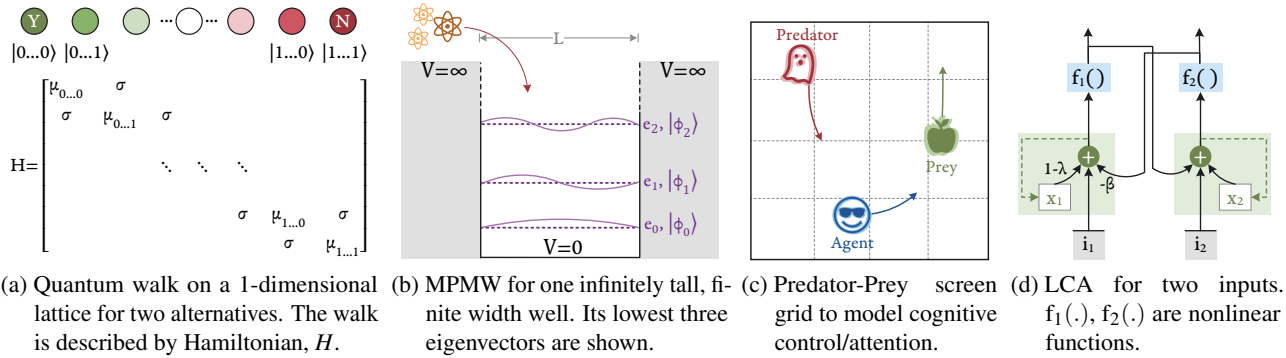 Y ... ... N
|0...0⟩ |0...1⟩ |1...0⟩ |1...1⟩
μ0...0 σ
σ μ0...1 σ
H= ⋱ ⋱ ⋱
σ μ1...0 σ
σ μ1...1
(a) Quantum walk on a 1-dimensional
lattice for two alternatives. The walk
is described by Hamiltonian, H.
L
V=∞ V=∞
e2, |ϕ2⟩
e1, |ϕ1⟩
e0, |ϕ0⟩
V=0
(b) MPMW for one infinitely tall, fi-
nite width well. Its lowest three
eigenvectors are shown.
Predator
Prey
Agent
(c) Predator-Prey screen
grid to model cognitive
control/attention.
f1() f2( )
+ +
1-λ -β
x1 x2
i1 i2
(d) LCA for two inputs.
f1(.), f2(.) are nonlinear
functions.